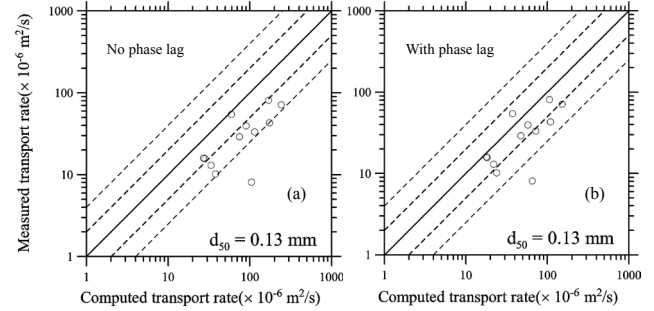 1000
100
10
1
Measured transport rate(× 10⁻⁶ m²/s)
No phase lag
(a)
d₅₀ = 0.13 mm
1 10 100 1000
Computed transport rate(× 10⁻⁶ m²/s)
1000
100
10
1
With phase lag
(b)
d₅₀ = 0.13 mm
1 10 100 1000
Computed transport rate(× 10⁻⁶ m²/s)